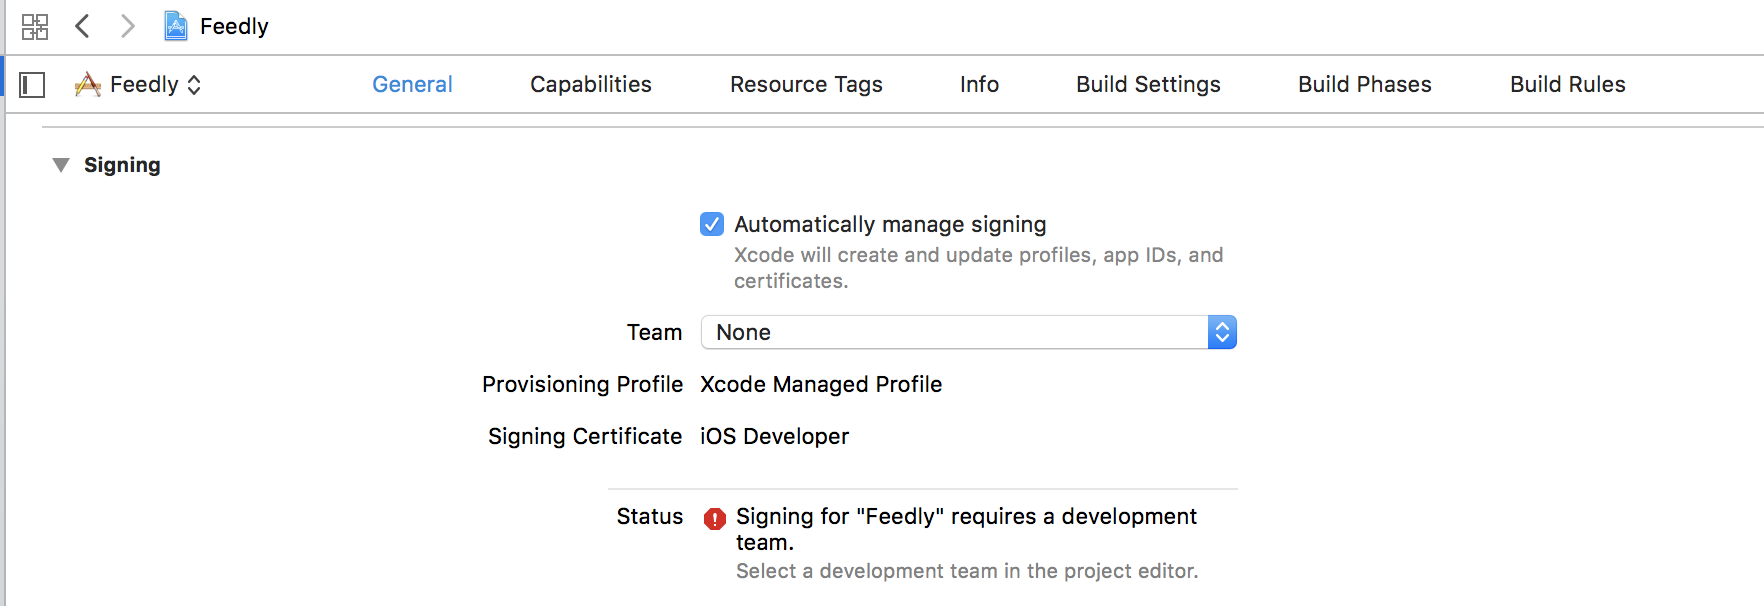 Feedly
Feedly General Capabilities Resource Tags Info Build Settings Build Phases Build Rules
Signing
Automatically manage signing
Xcode will create and update profiles, app IDs, and
certificates.
Team None
Provisioning Profile Xcode Managed Profile
Signing Certificate iOS Developer
Status Signing for "Feedly" requires a development
team.
Select a development team in the project editor.